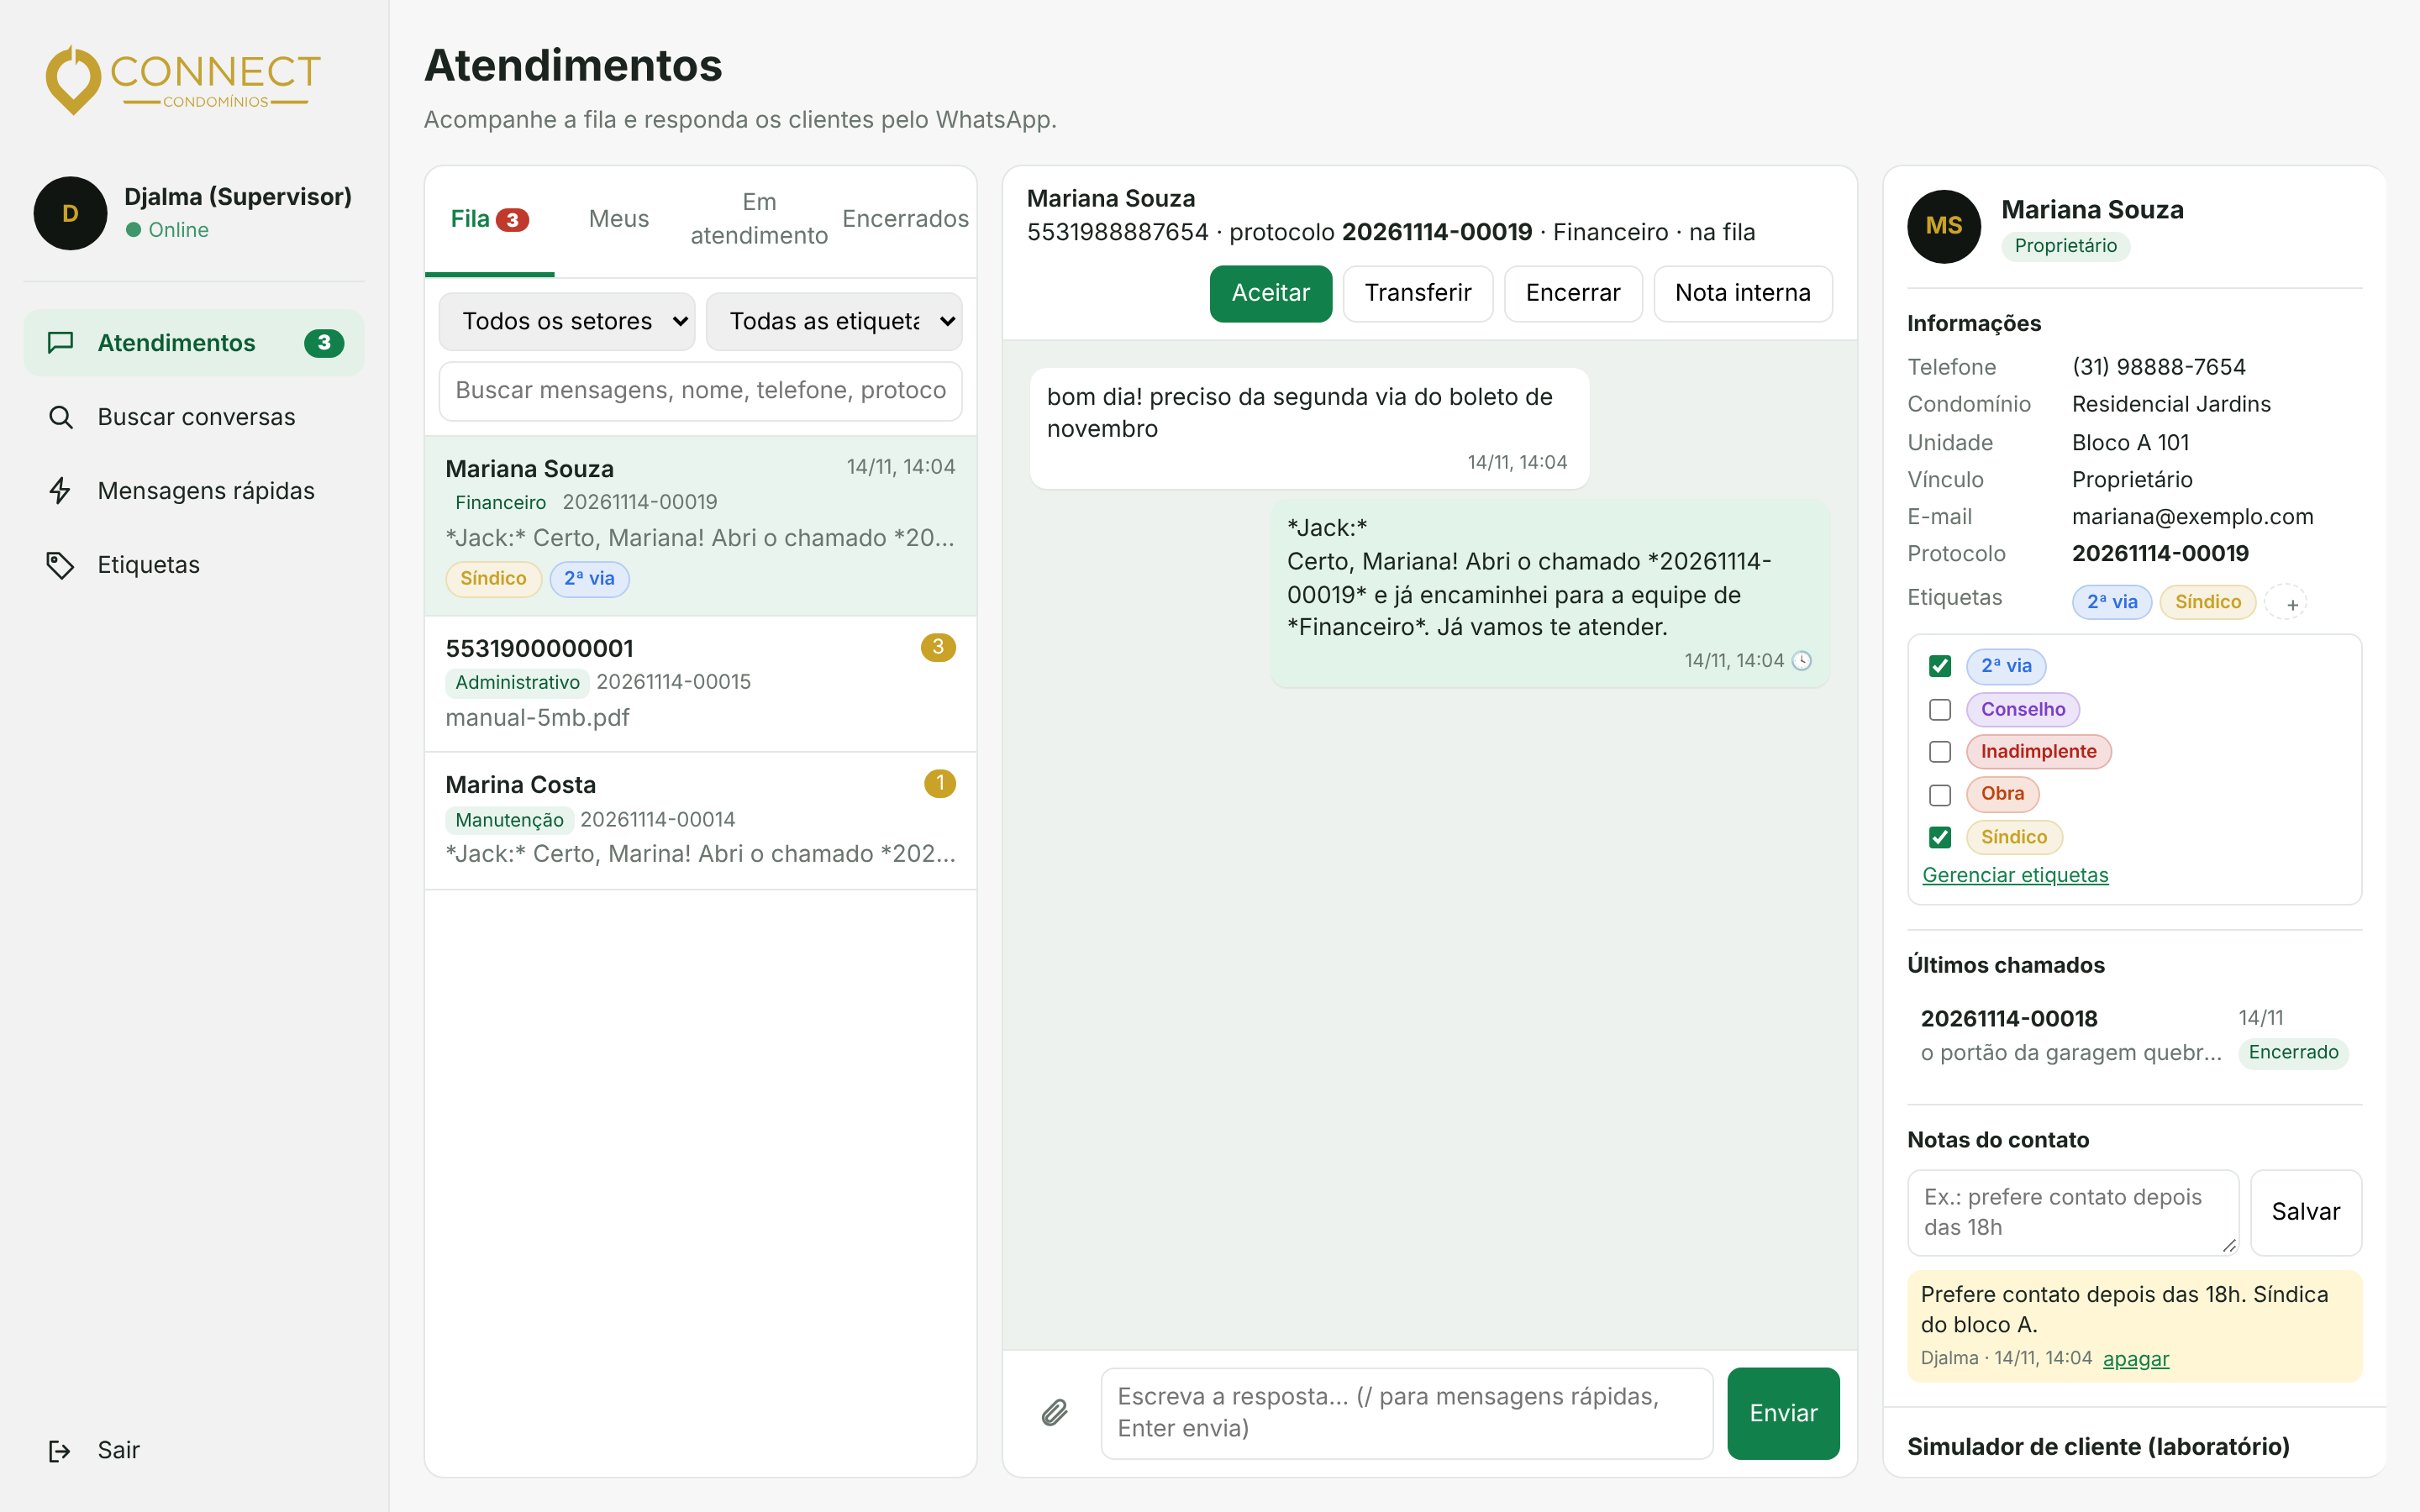 CONNECT
CONDOMÍNIOS
D
Djalma (Supervisor)
Online
Atendimentos
3
Buscar conversas
Mensagens rápidas
Etiquetas
Sair
Atendimentos
Acompanhe a fila e responda os clientes pelo WhatsApp.
Fila 3
Meus
Em atendimento
Encerrados
Todos os setores
Todas as etiqueta
Buscar mensagens, nome, telefone, protoco
Mariana Souza
14/11, 14:04
Financeiro 20261114-00019
*Jack:* Certo, Mariana! Abri o chamado *20...
Síndico 2ª via
5531900000001
3
Administrativo 20261114-00015
manual-5mb.pdf
Marina Costa
1
Manutenção 20261114-00014
*Jack:* Certo, Marina! Abri o chamado *202...
Mariana Souza
5531988887654 · protocolo 20261114-00019 · Financeiro · na fila
Aceitar
Transferir
Encerrar
Nota interna
bom dia! preciso da segunda via do boleto de
novembro
14/11, 14:04
*Jack:*
Certo, Mariana! Abri o chamado *20261114-
00019* e já encaminhei para a equipe de
*Financeiro*. Já vamos te atender.
14/11, 14:04
Escreva a resposta... (/ para mensagens rápidas,
Enter envia)
Enviar
MS
Mariana Souza
Proprietário
Informações
Telefone (31) 98888-7654
Condomínio Residencial Jardins
Unidade Bloco A 101
Vínculo Proprietário
E-mail mariana@exemplo.com
Protocolo 20261114-00019
Etiquetas 2ª via Síndico +
2ª via
Conselho
Inadimplente
Obra
Síndico
Gerenciar etiquetas
Últimos chamados
20261114-00018 14/11
o portão da garagem quebr... Encerrado
Notas do contato
Ex.: prefere contato depois
das 18h
Salvar
Prefere contato depois das 18h. Síndica
do bloco A.
Djalma · 14/11, 14:04 apagar
Simulador de cliente (laboratório)